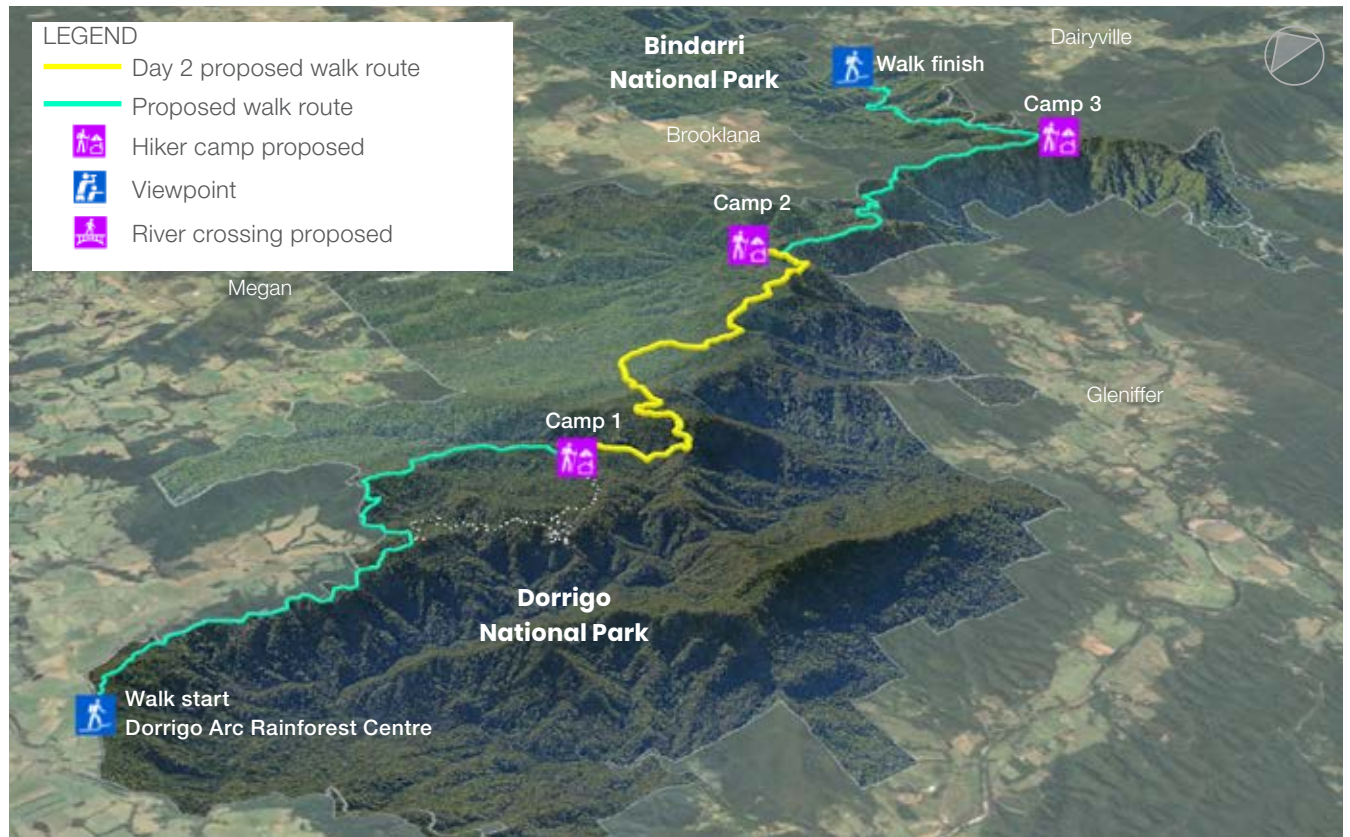 LEGEND
Day 2 proposed walk route
Proposed walk route
Hiker camp proposed
Viewpoint
River crossing proposed
Bindarri
National Park
Dairyville
Walk finish
Camp 3
Brooklana
Camp 2
Megan
Gleniffer
Camp 1
Dorrigo
National Park
Walk start
Dorrigo Arc Rainforest Centre